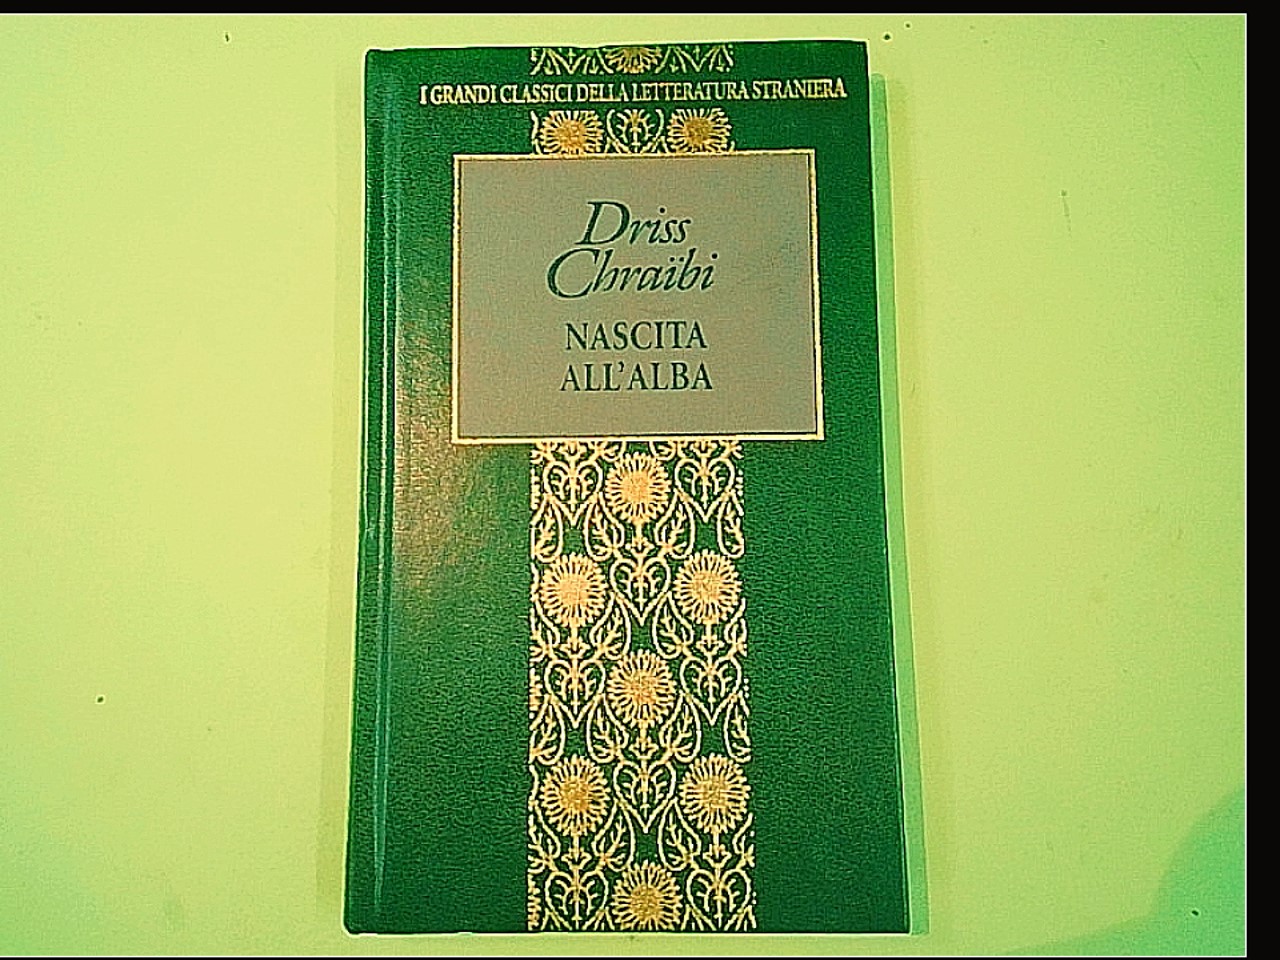 I GRANDI CLASSICI DELLA LETTERATURA STRANIERA
Driss
Chraïbi
NASCITA
ALL'ALBA